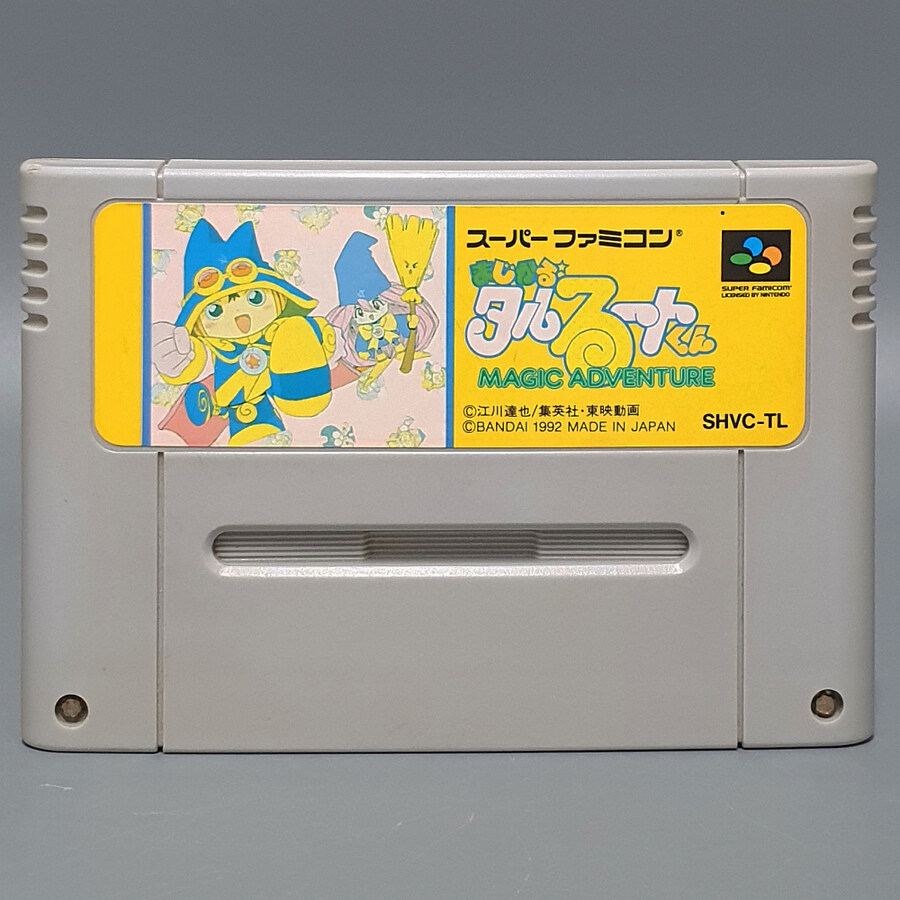 スーパーファミコン®
まじかる☆
タルるートくん
MAGIC ADVENTURE
SUPER FAMICOM
LICENSED BY NINTENDO
©江川達也/集英社・東映動画
©BANDAI 1992 MADE IN JAPAN
SHVC-TL